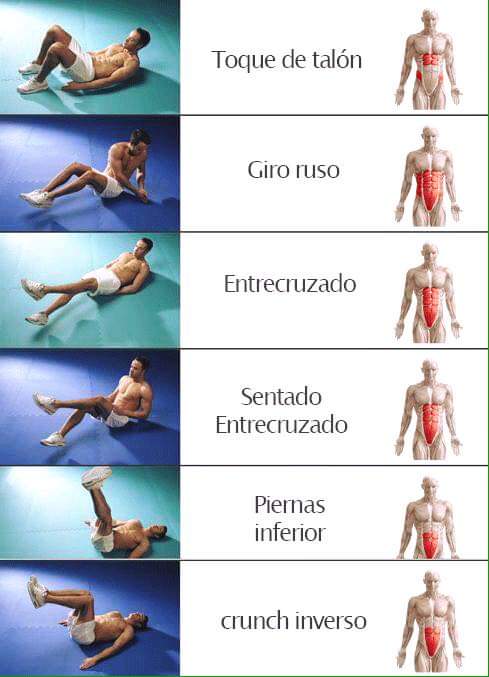 Toque de talón
Giro ruso
Entrecruzado
Sentado
Entrecruzado
Piernas
inferior
crunch inverso